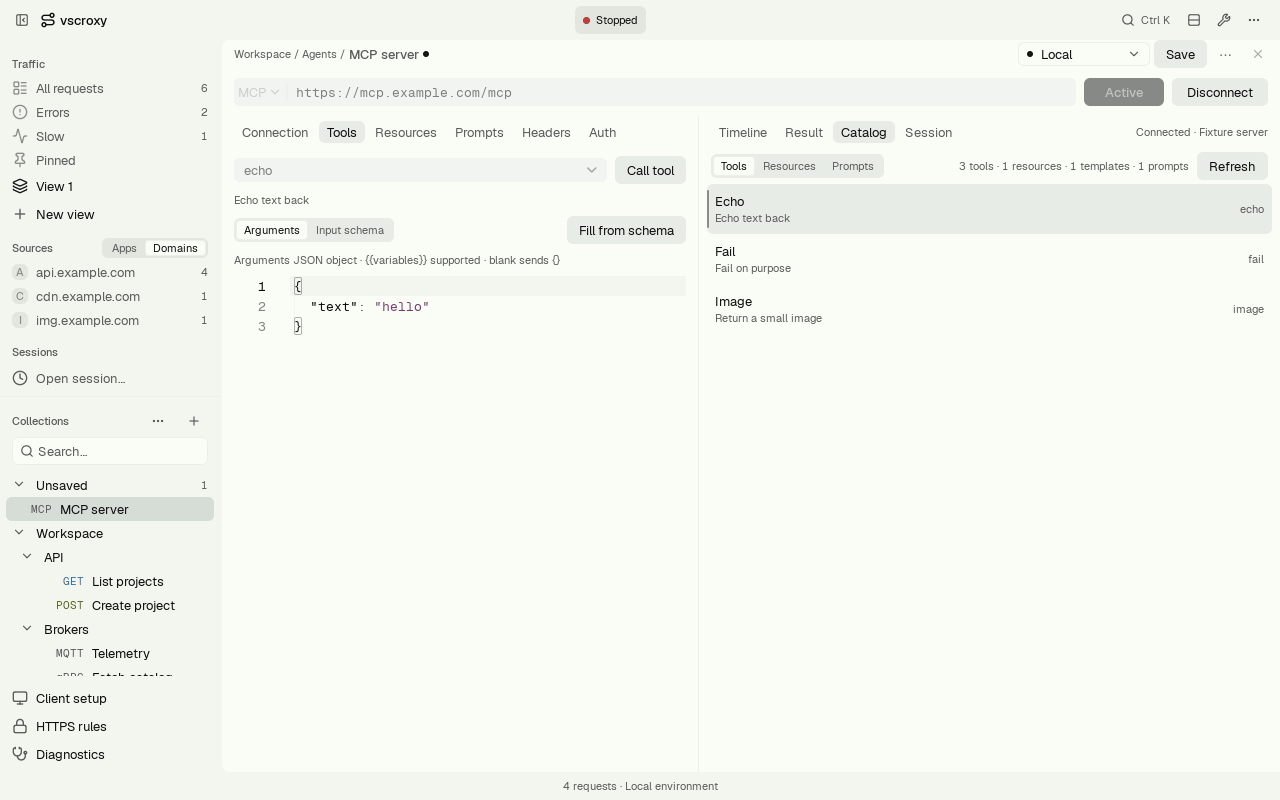 vscroxy
Stopped
Ctrl K
Traffic
All requests 6
Errors 2
Slow 1
Pinned
View 1
New view
Sources Apps Domains
A api.example.com 4
C cdn.example.com 1
I img.example.com 1
Sessions
Open session…
Collections
Search…
Unsaved 1
MCP MCP server
Workspace
API
GET List projects
POST Create project
Brokers
MQTT Telemetry
gRPC Fetch catalog
Client setup
HTTPS rules
Diagnostics
Workspace / Agents / MCP server
Local Save
MCP https://mcp.example.com/mcp Active Disconnect
Connection Tools Resources Prompts Headers Auth
echo Call tool
Echo text back
Arguments Input schema Fill from schema
Arguments JSON object · {{variables}} supported · blank sends {}
1 {
2 "text": "hello"
3 }
Timeline Result Catalog Session Connected · Fixture server
Tools Resources Prompts 3 tools · 1 resources · 1 templates · 1 prompts Refresh
Echo
Echo text back
echo
Fail
Fail on purpose
fail
Image
Return a small image
image
4 requests · Local environment